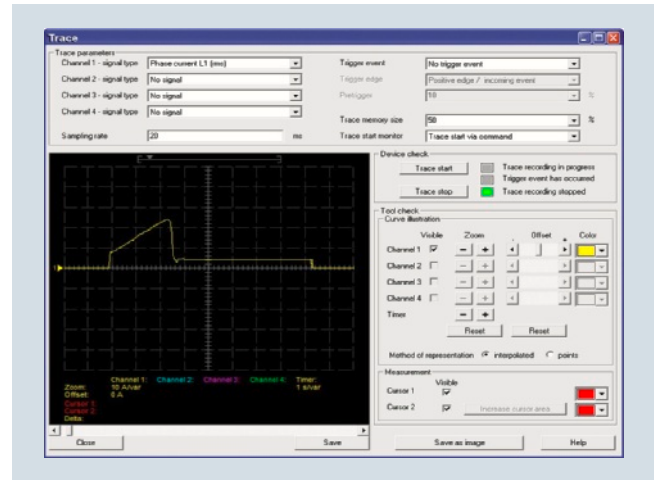 Trace
Trace parameters
Channel 1 - signal type Phase current L1 (rms) Trigger event No trigger event
Channel 2 - signal type No signal Trigger edge Positive edge / incoming event
Channel 3 - signal type No signal Pretrigger 10 %
Channel 4 - signal type No signal
Trace memory size 50 %
Sampling rate 20 ms Trace start monitor Trace start via command
Device check
Trace start Trace recording in progress
Trigger event has occured
Trace stop Trace recording stopped
Tool check
Curve illustration
Visible Zoom Offset Color
Channel 1 - +
Channel 2 - +
Channel 3 - +
Channel 4 - +
Timer - +
Reset Reset
Method of representation interpolated points
Measurement
Visible
Cursor 1
Cursor 2 Increase cursor area
1
Channel 1: Channel 2: Channel 3: Channel 4: Timer:
Zoom: 10 A/var 1 s/var
Offset: 0 A
Cursor 1:
Cursor 2:
Delta:
Close Save Save as image Help